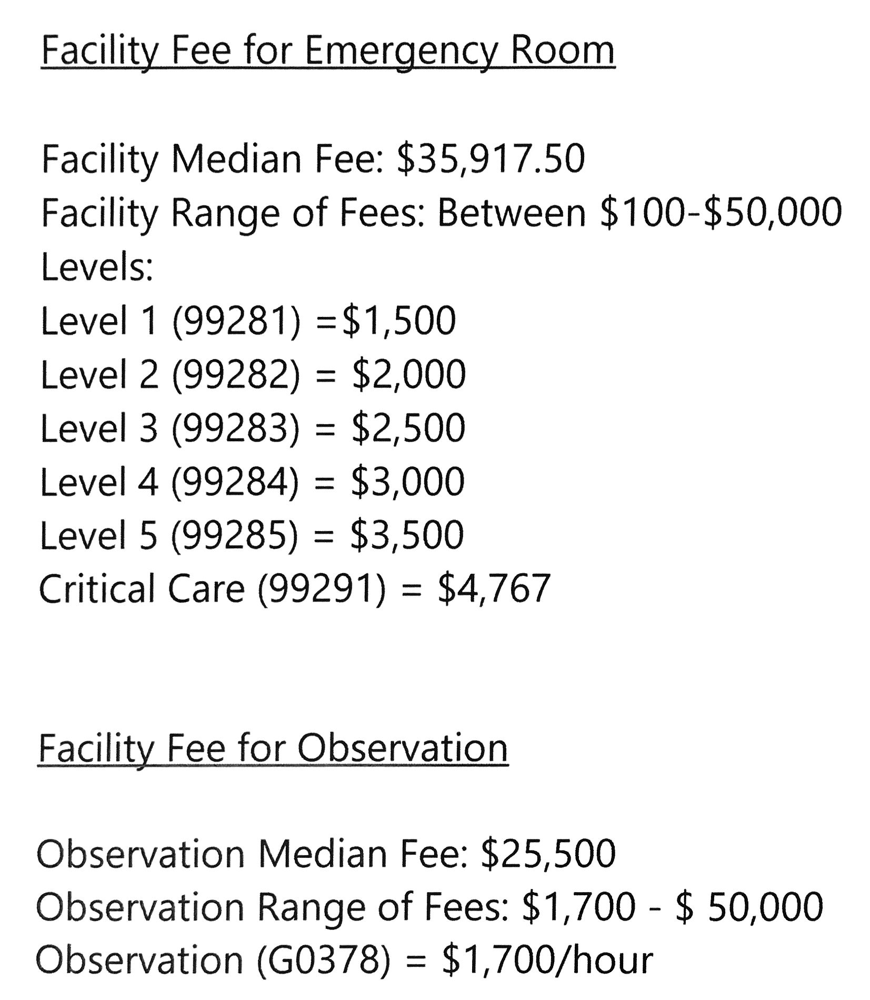 Facility Fee for Emergency Room
Facility Median Fee: $35,917.50
Facility Range of Fees: Between $100-$50,000
Levels:
Level 1 (99281) =$1,500
Level 2 (99282) = $2,000
Level 3 (99283) = $2,500
Level 4 (99284) = $3,000
Level 5 (99285) = $3,500
Critical Care (99291) = $4,767
Facility Fee for Observation
Observation Median Fee: $25,500
Observation Range of Fees: $1,700 - $ 50,000
Observation (G0378) = $1,700/hour